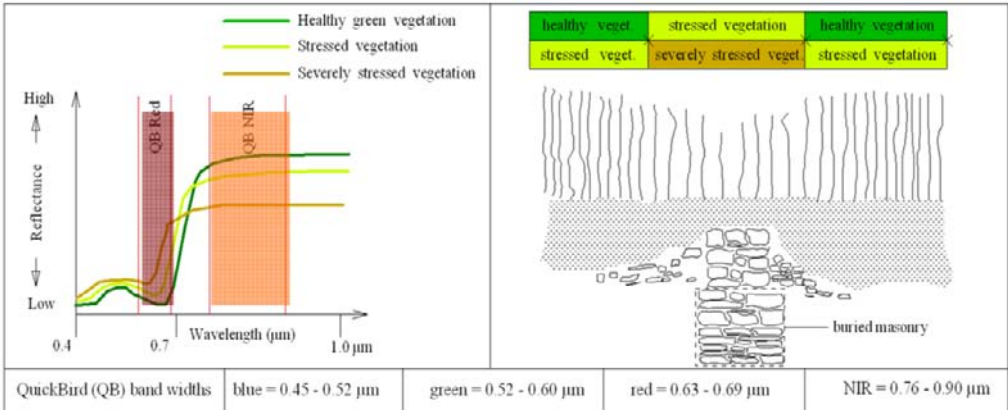 Healthy green vegetation
Stressed vegetation
Severely stressed vegetation
High
Reflectance
Low
QB Red
QB NIR
Wavelength (µm)
0.4
0.7
1.0 µm
healthy veget.
stressed vegetation
healthy vegetation
stressed veget.
severely stressed veget.
stressed vegetation
buried masonry
QuickBird (QB) band widths
blue = 0.45 - 0.52 µm
green = 0.52 - 0.60 µm
red = 0.63 - 0.69 µm
NIR = 0.76 - 0.90 µm